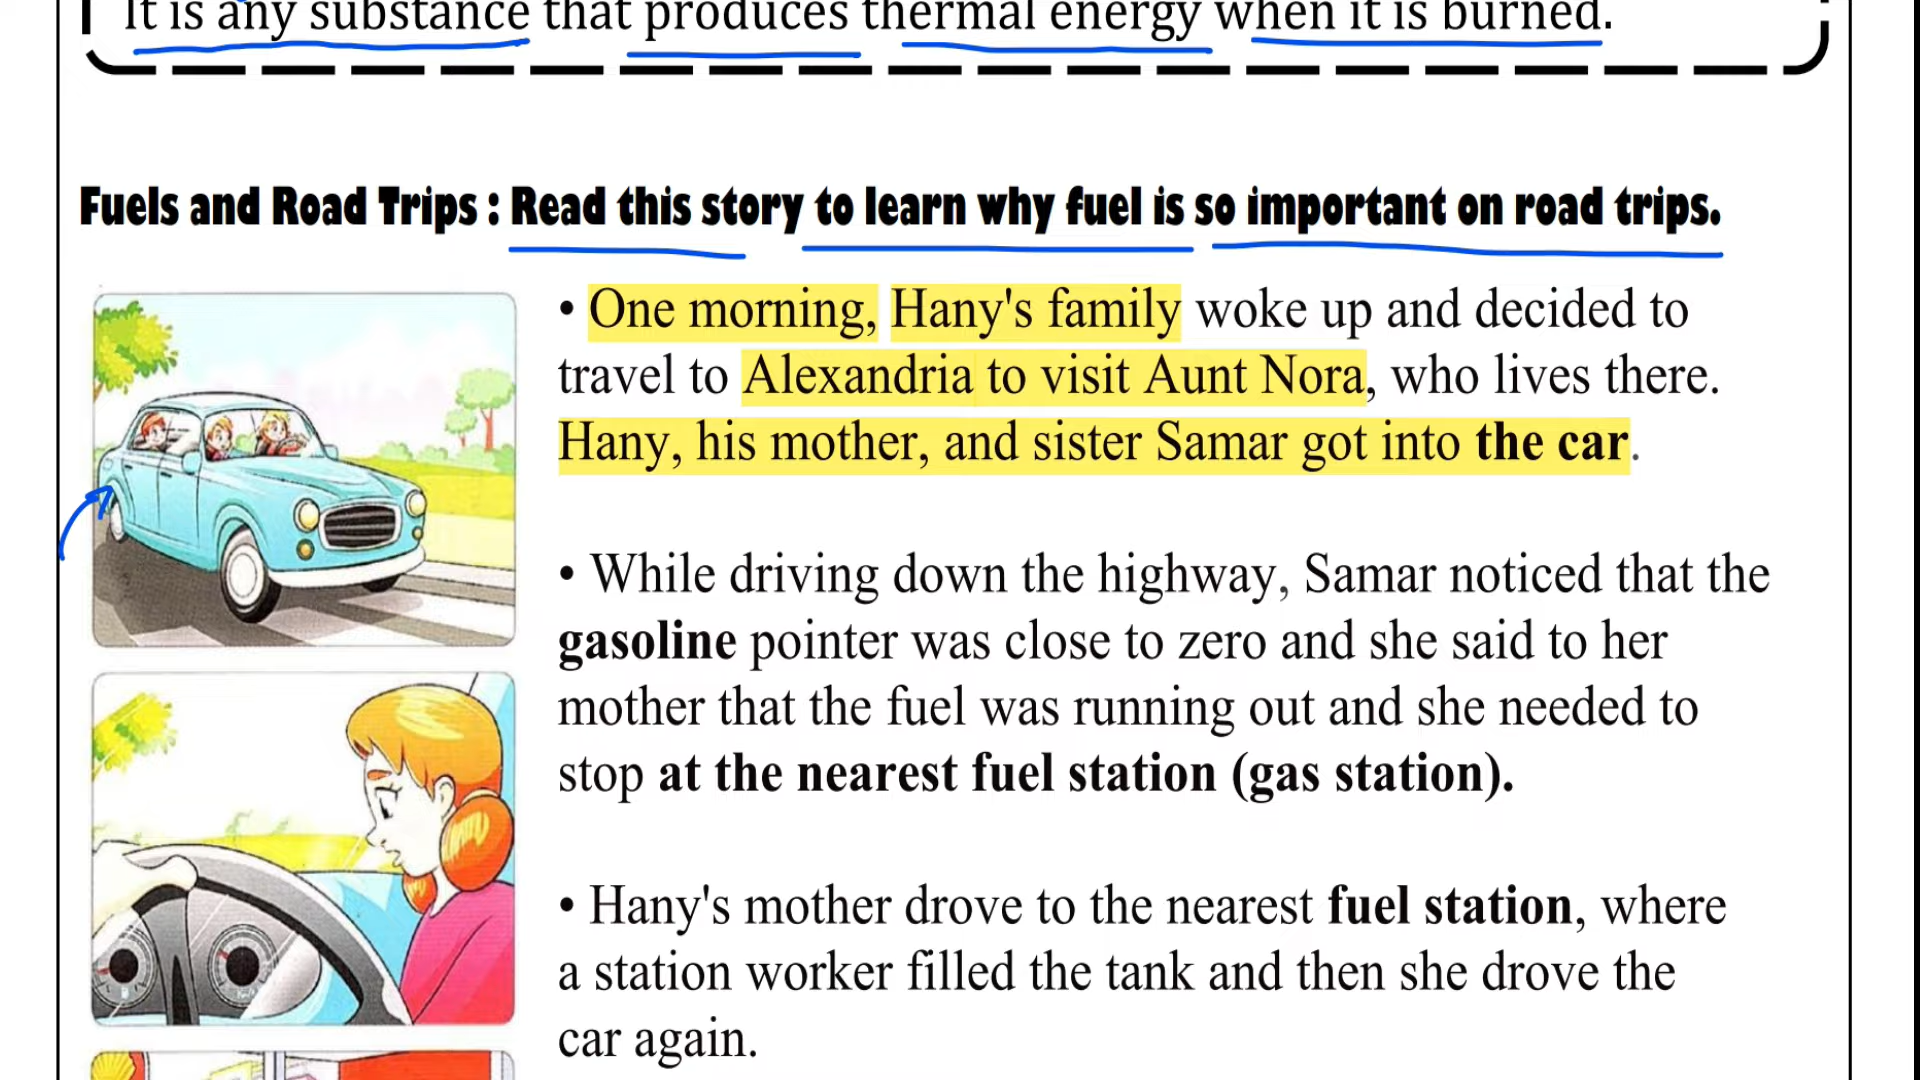 It is any substance that produces thermal energy when it is burned.
Fuels and Road Trips : Read this story to learn why fuel is so important on road trips.
• One morning, Hany's family woke up and decided to
travel to Alexandria to visit Aunt Nora, who lives there.
Hany, his mother, and sister Samar got into the car.
• While driving down the highway, Samar noticed that the
gasoline pointer was close to zero and she said to her
mother that the fuel was running out and she needed to
stop at the nearest fuel station (gas station).
• Hany's mother drove to the nearest fuel station, where
a station worker filled the tank and then she drove the
car again.